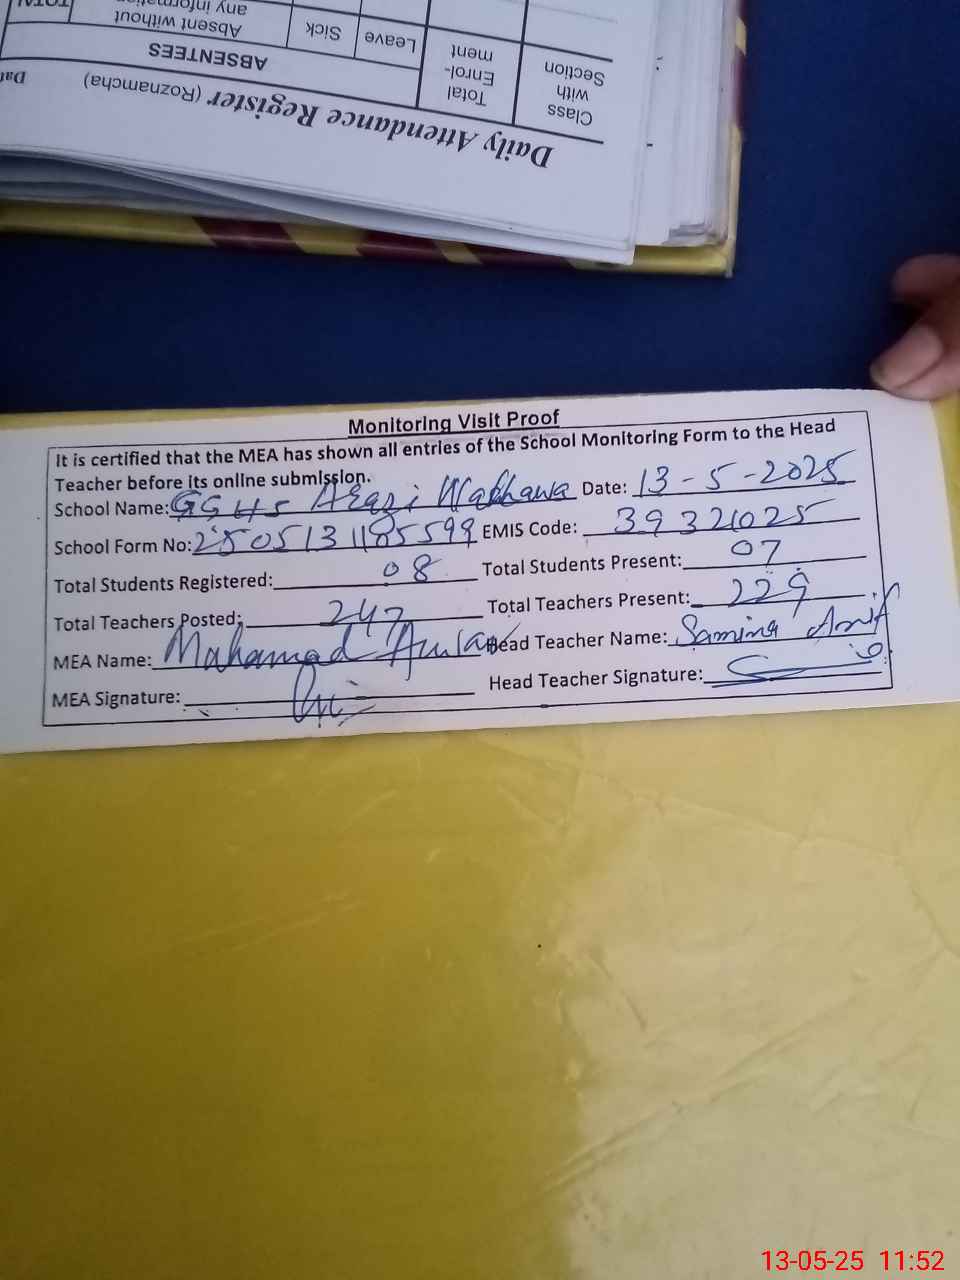 Daily Attendance Register (Roznamcha)
Class with Section
Total Enrol-ment
ABSENTEES
Leave
Sick
Absent without any
Monitoring Visit Proof
It is certified that the MEA has shown all entries of the School Monitoring Form to the Head
Teacher before its online submission.
School Name: GGHS Arazi Wadhawa Date: 13-5-2025
School Form No: EMIS Code: 39321025
Total Students Registered: 08 Total Students Present: 07
Total Teachers Posted: 247 Total Teachers Present: 229
MEA Name: Mahamad Head Teacher Name: Samina
MEA Signature: Head Teacher Signature:
13-05-25 11:52